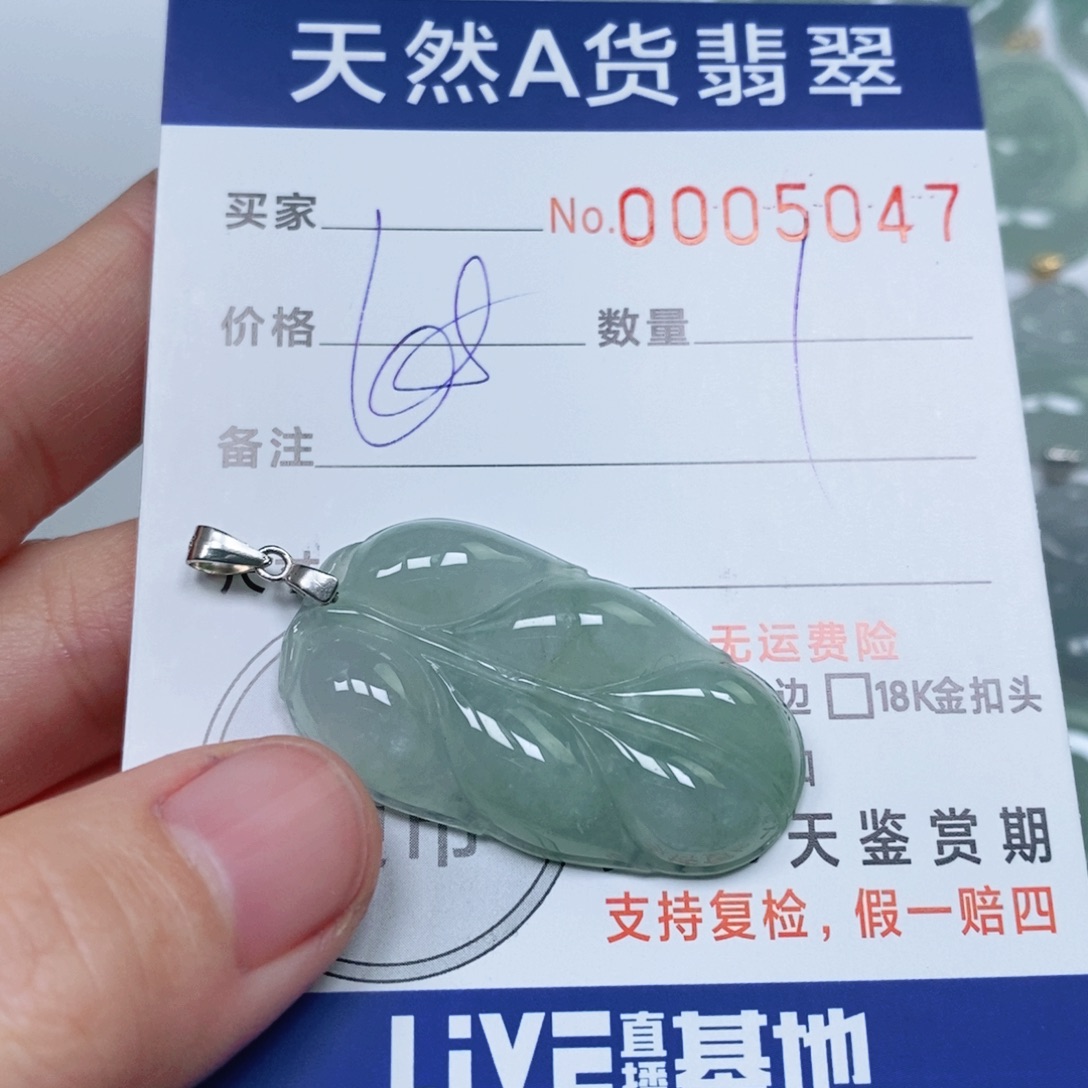 天然A货翡翠
买家 No.0005047
价格 68 数量 1
备注
无运费险
边 □18K金扣头
天鉴赏期
支持复检，假一赔四
LiVE直播基地